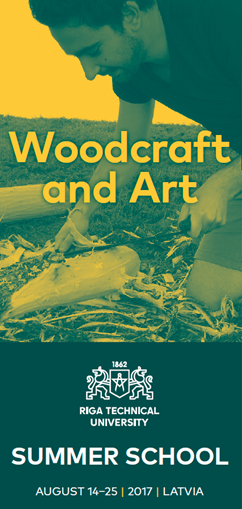 Woodcraft
and Art
1862
RIGA TECHNICAL
UNIVERSITY
SUMMER SCHOOL
AUGUST 14–25 | 2017 | LATVIA